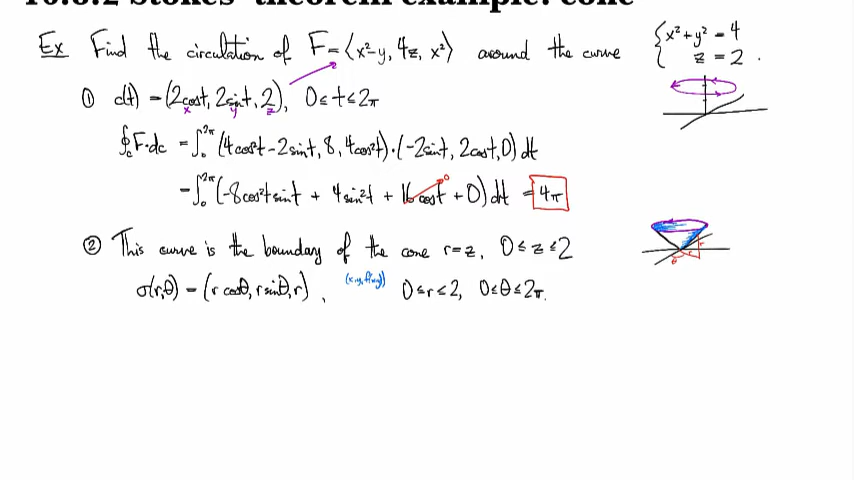 10.8.2 Stokes' theorem example: cone
Ex Find the circulation of F = ⟨x²-y, 4z, x²⟩ around the curve { x²+y² = 4
z = 2 .
① c(t) = (2cost, 2sint, 2), 0≤t≤2π
x y z
∮_c F·dc = ∫₀^2π (4cos²t - 2sint, 8, 4cos²t)·(-2sint, 2cost, 0) dt
= ∫₀^2π (-8cos²t sint + 4sin²t + 16cost + 0) dt = 4π
0
② This curve is the boundary of the cone r=z, 0≤z≤2
σ(r,θ) = (r cosθ, r sinθ, r) , (x,y,f(x,y)) 0≤r≤2, 0≤θ≤2π.
θ r r